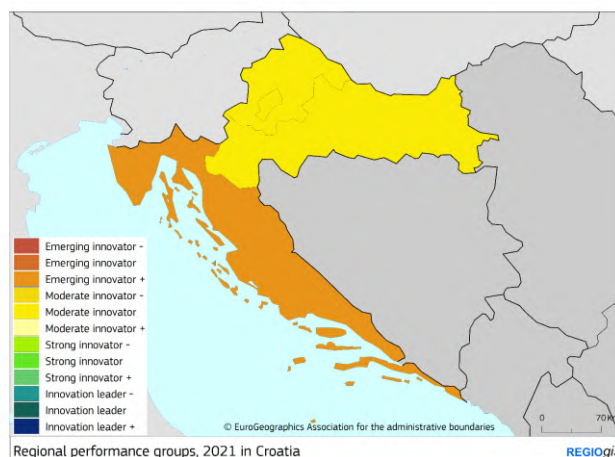 Emerging innovator -
Emerging innovator
Emerging innovator +
Moderate innovator -
Moderate innovator
Moderate innovator +
Strong innovator -
Strong innovator
Strong innovator +
Innovation leader -
Innovation leader
Innovation leader +
© EuroGeographics Association for the administrative boundaries
0 70
Regional performance groups, 2021 in Croatia
REGIOgi